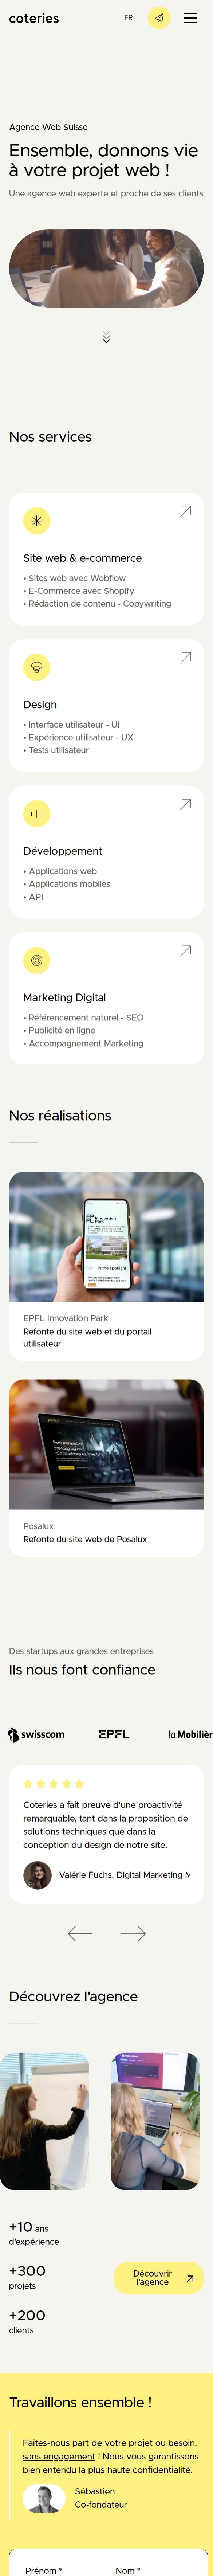 coteries
FR
Agence Web Suisse
Ensemble, donnons vie
à votre projet web !
Une agence web experte et proche de ses clients
Nos services
Site web & e-commerce
• Sites web avec Webflow
• E-Commerce avec Shopify
• Rédaction de contenu - Copywriting
Design
• Interface utilisateur - UI
• Expérience utilisateur - UX
• Tests utilisateur
Développement
• Applications web
• Applications mobiles
• API
Marketing Digital
• Référencement naturel - SEO
• Publicité en ligne
• Accompagnement Marketing
Nos réalisations
Innovation
Park
In the spotlight
EPFL Innovation Park
Refonte du site web et du portail
utilisateur
Posalux
Refonte du site web de Posalux
Des startups aux grandes entreprises
Ils nous font confiance
swisscom
EPFL
la Mobilière
Coteries a fait preuve d'une proactivité
remarquable, tant dans la proposition de
solutions techniques que dans la
conception du design de notre site.
Valérie Fuchs, Digital Marketing M
Découvrez l'agence
+10 ans
d'expérience
+300
projets
Découvrir
l'agence
+200
clients
Travaillons ensemble !
Faites-nous part de votre projet ou besoin,
sans engagement ! Nous vous garantissons
bien entendu la plus haute confidentialité.
Sébastien
Co-fondateur
Prénom *
Nom *